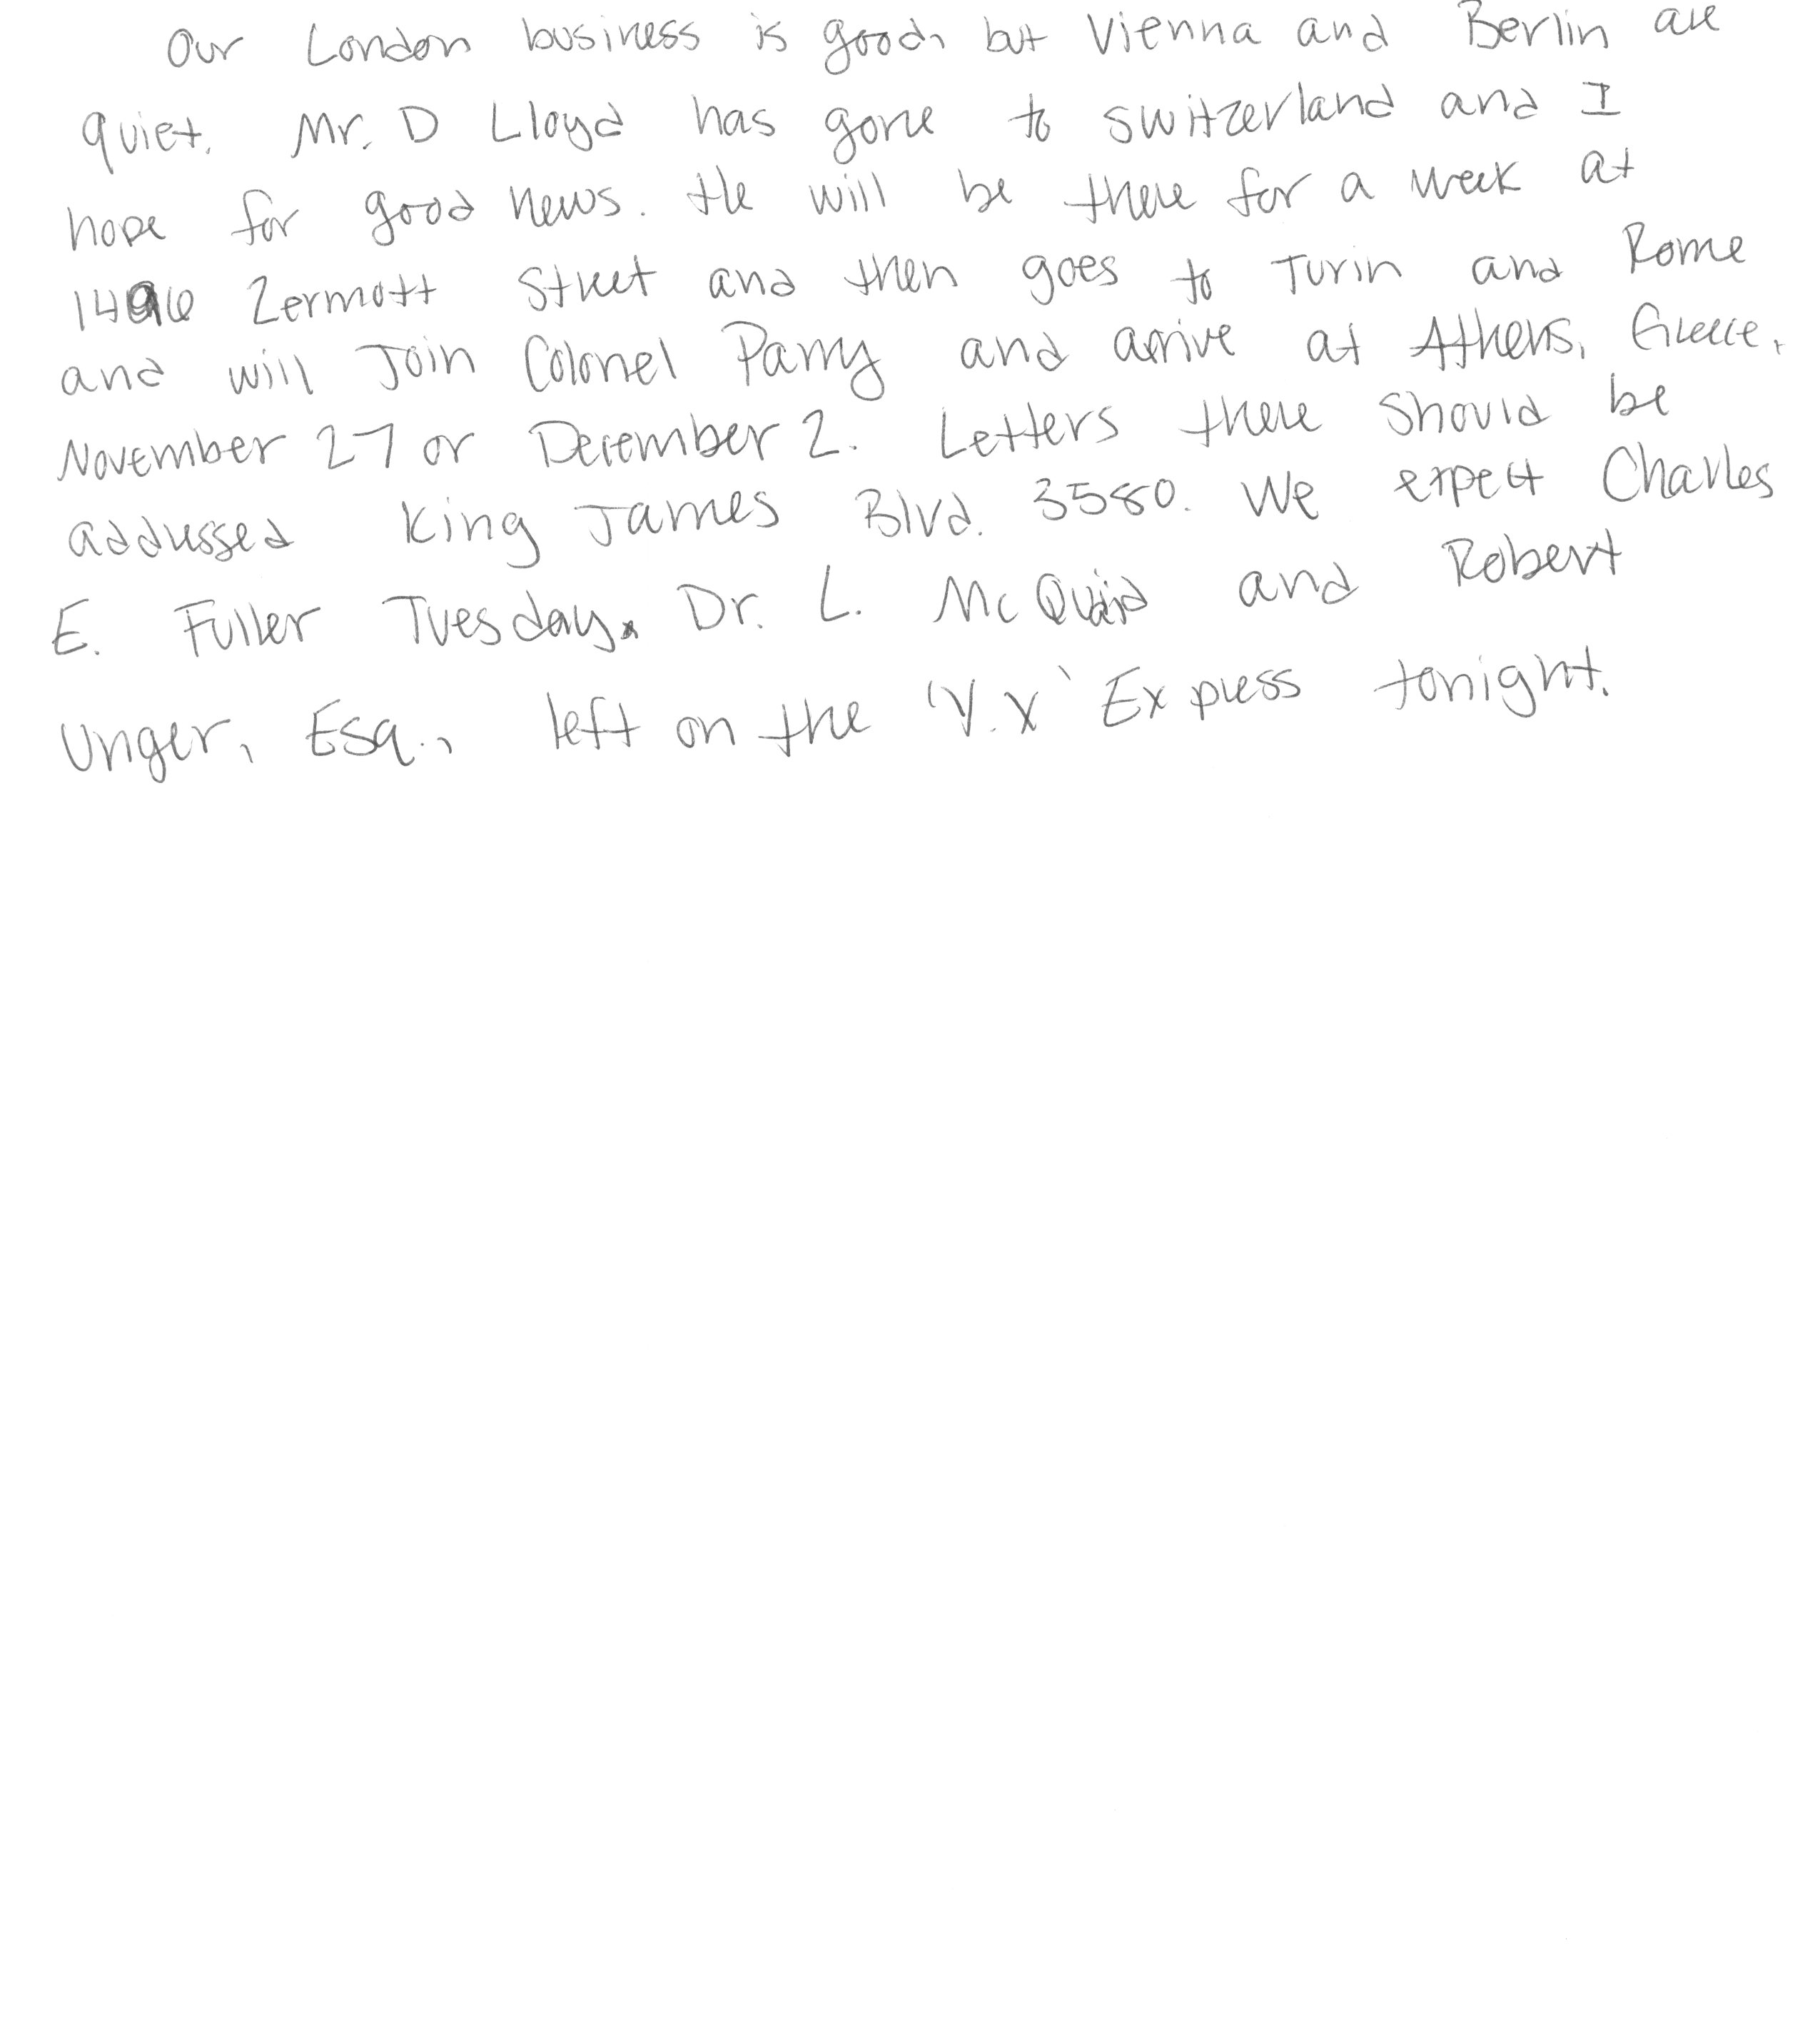 Our London business is good, but Vienna and Berlin are
quiet. Mr. D Lloyd has gone to Switzerland and I
hope for good news. He will be there for a week at
1496 Zermott Street and then goes to Turin and Rome
and will Join Colonel Parry and arrive at Athens, Greece,
November 27 or December 2. Letters there should be
addressed King James Blvd. 3580. We expect Charles
E. Fuller Tuesday. Dr. L. McQuaid and Robert
Unger, Esq., left on the 'Y.X' Express tonight.